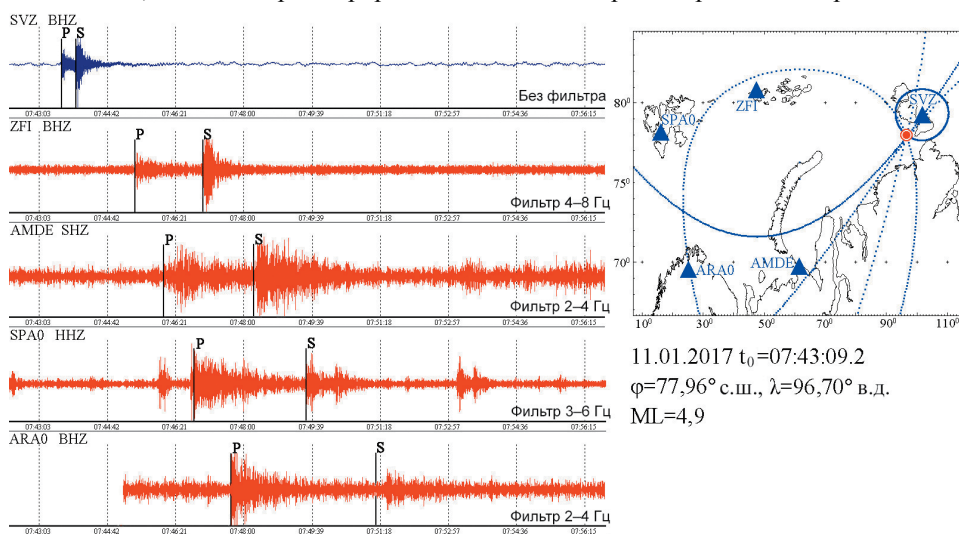 SVZ BHZ
P S
Без фильтра
ZFI BHZ
P S
Фильтр 4–8 Гц
07:43:03 07:44:42 07:46:21 07:48:00 07:49:39 07:51:18 07:52:57 07:54:36 07:56:15
AMDE SHZ
P S
Фильтр 2–4 Гц
07:43:03 07:44:42 07:46:21 07:48:00 07:49:39 07:51:18 07:52:57 07:54:36 07:56:15
SPA0 HHZ
P S
Фильтр 3–6 Гц
07:43:03 07:44:42 07:46:21 07:48:00 07:49:39 07:51:18 07:52:57 07:54:36 07:56:15
ARA0 BHZ
P S
Фильтр 2–4 Гц
07:43:03 07:44:42 07:46:21 07:48:00 07:49:39 07:51:18 07:52:57 07:54:36 07:56:15
07:43:03 07:44:42 07:46:21 07:48:00 07:49:39 07:51:18 07:52:57 07:54:36 07:56:15
80°
75°
70°
10° 30° 50° 70° 90° 110°
SVZ
ZFI
SPA0
ARA0
AMDE
11.01.2017 t₀=07:43:09.2
φ=77,96° с.ш., λ=96,70° в.д.
ML=4,9